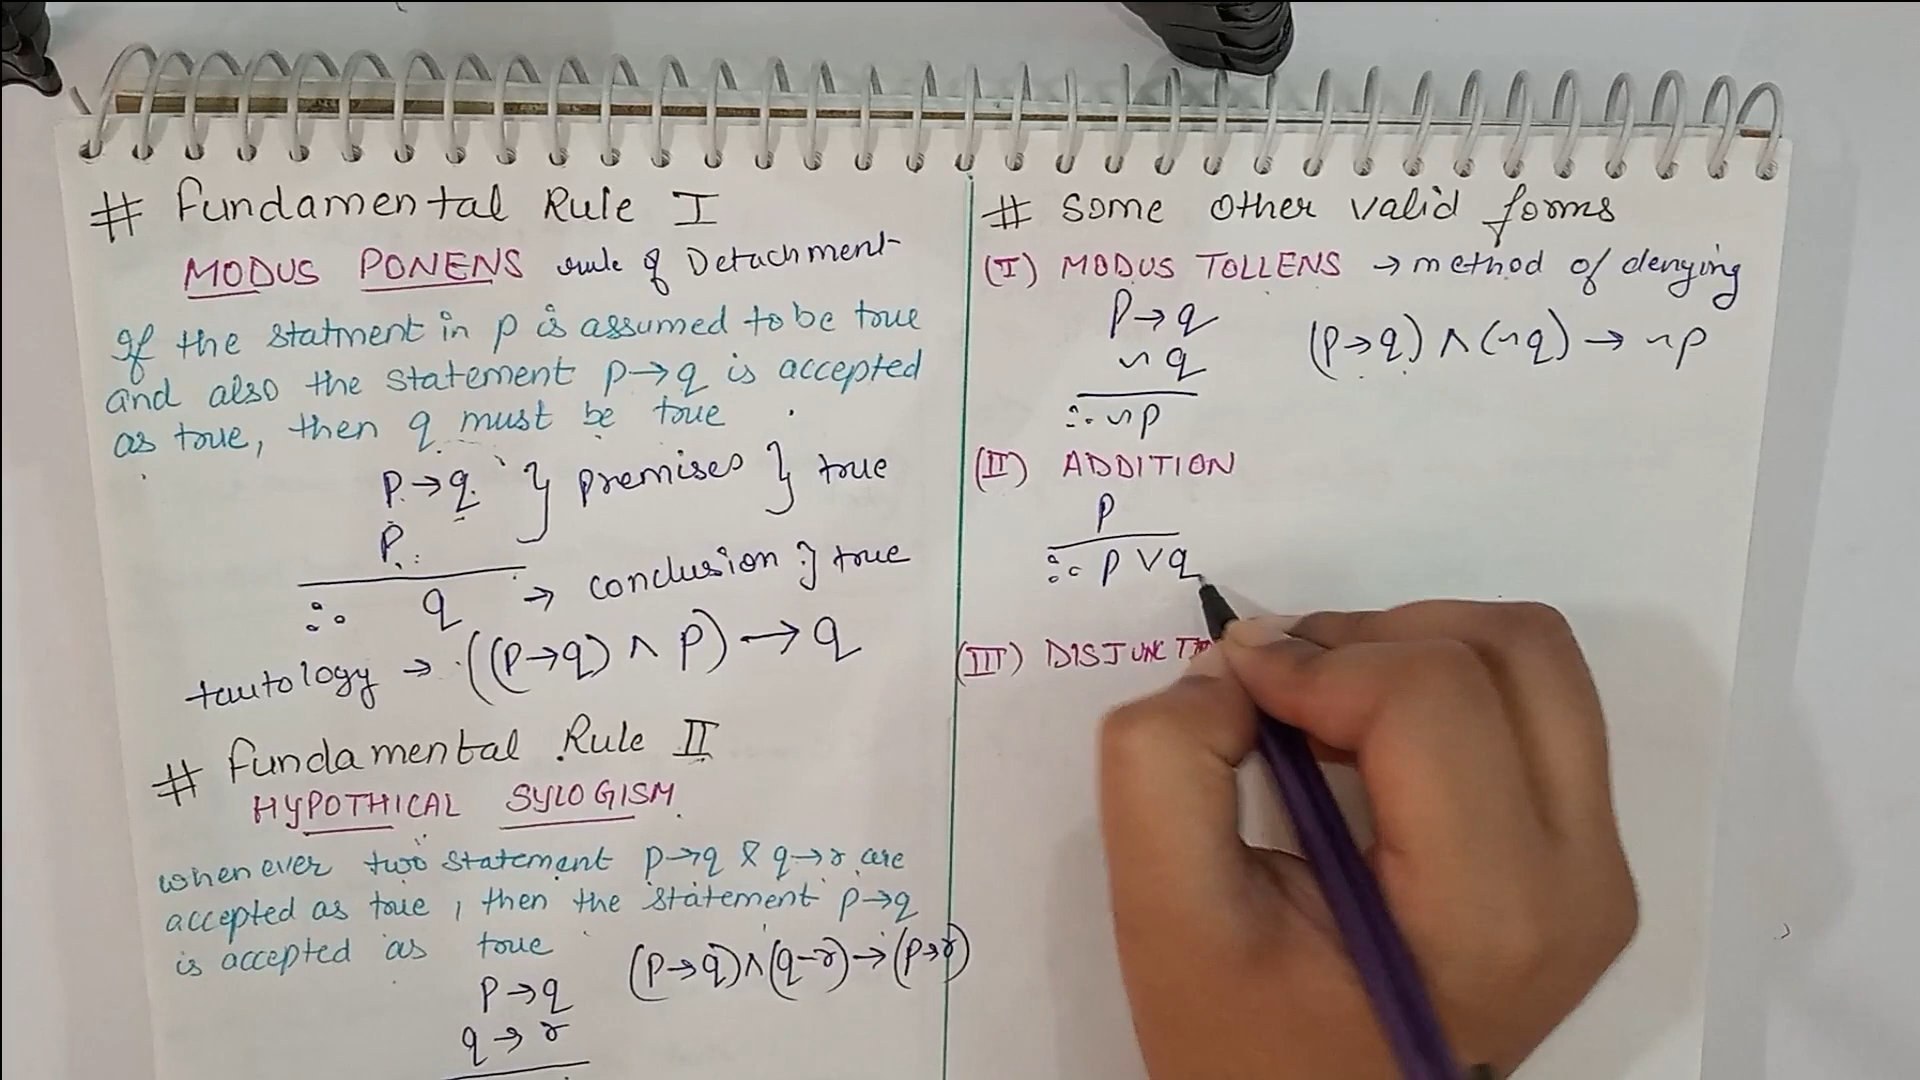 # Fundamental Rule I
MODUS PONENS rule of Detachment
If the statment in p is assumed to be true
and also the statement p→q is accepted
as true, then q must be true
p→q } premises } true
p
∴ q → conclusion } true
tautology → ((p→q) ∧ p) → q
# Fundamental Rule II
HYPOTHICAL SYLOGISM
whenever two statement p→q & q→r are
accepted as true, then the statement p→q
is accepted as true
(p→q)∧(q-r)→(p→r)
p→q
q→r
# Some Other valid forms
(I) MODUS TOLLENS → method of denying
p→q
(p→q) ∧ (~q) → ~p
~q
∴ ~p
(II) ADDITION
p
∴ p ∨ q
(III)